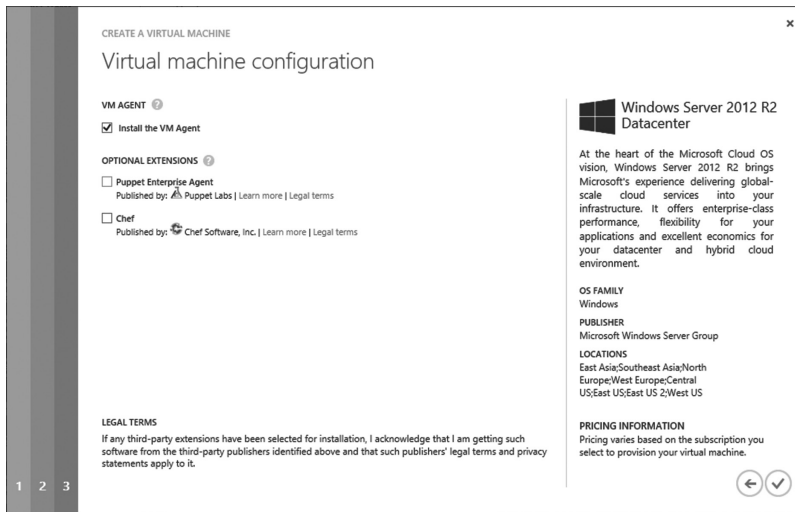 CREATE A VIRTUAL MACHINE
Virtual machine configuration
VM AGENT ?
Install the VM Agent
OPTIONAL EXTENSIONS ?
Puppet Enterprise Agent
Published by: Puppet Labs | Learn more | Legal terms
Chef
Published by: Chef Software, Inc. | Learn more | Legal terms
LEGAL TERMS
If any third-party extensions have been selected for installation, I acknowledge that I am getting such
software from the third-party publishers identified above and that such publishers' legal terms and privacy
statements apply to it.
Windows Server 2012 R2
Datacenter
At the heart of the Microsoft Cloud OS
vision, Windows Server 2012 R2 brings
Microsoft's experience delivering global-
scale cloud services into your
infrastructure. It offers enterprise-class
performance, flexibility for your
applications and excellent economics for
your datacenter and hybrid cloud
environment.
OS FAMILY
Windows
PUBLISHER
Microsoft Windows Server Group
LOCATIONS
East Asia;Southeast Asia;North
Europe;West Europe;Central
US;East US;East US 2;West US
PRICING INFORMATION
Pricing varies based on the subscription you
select to provision your virtual machine.
1 2 3